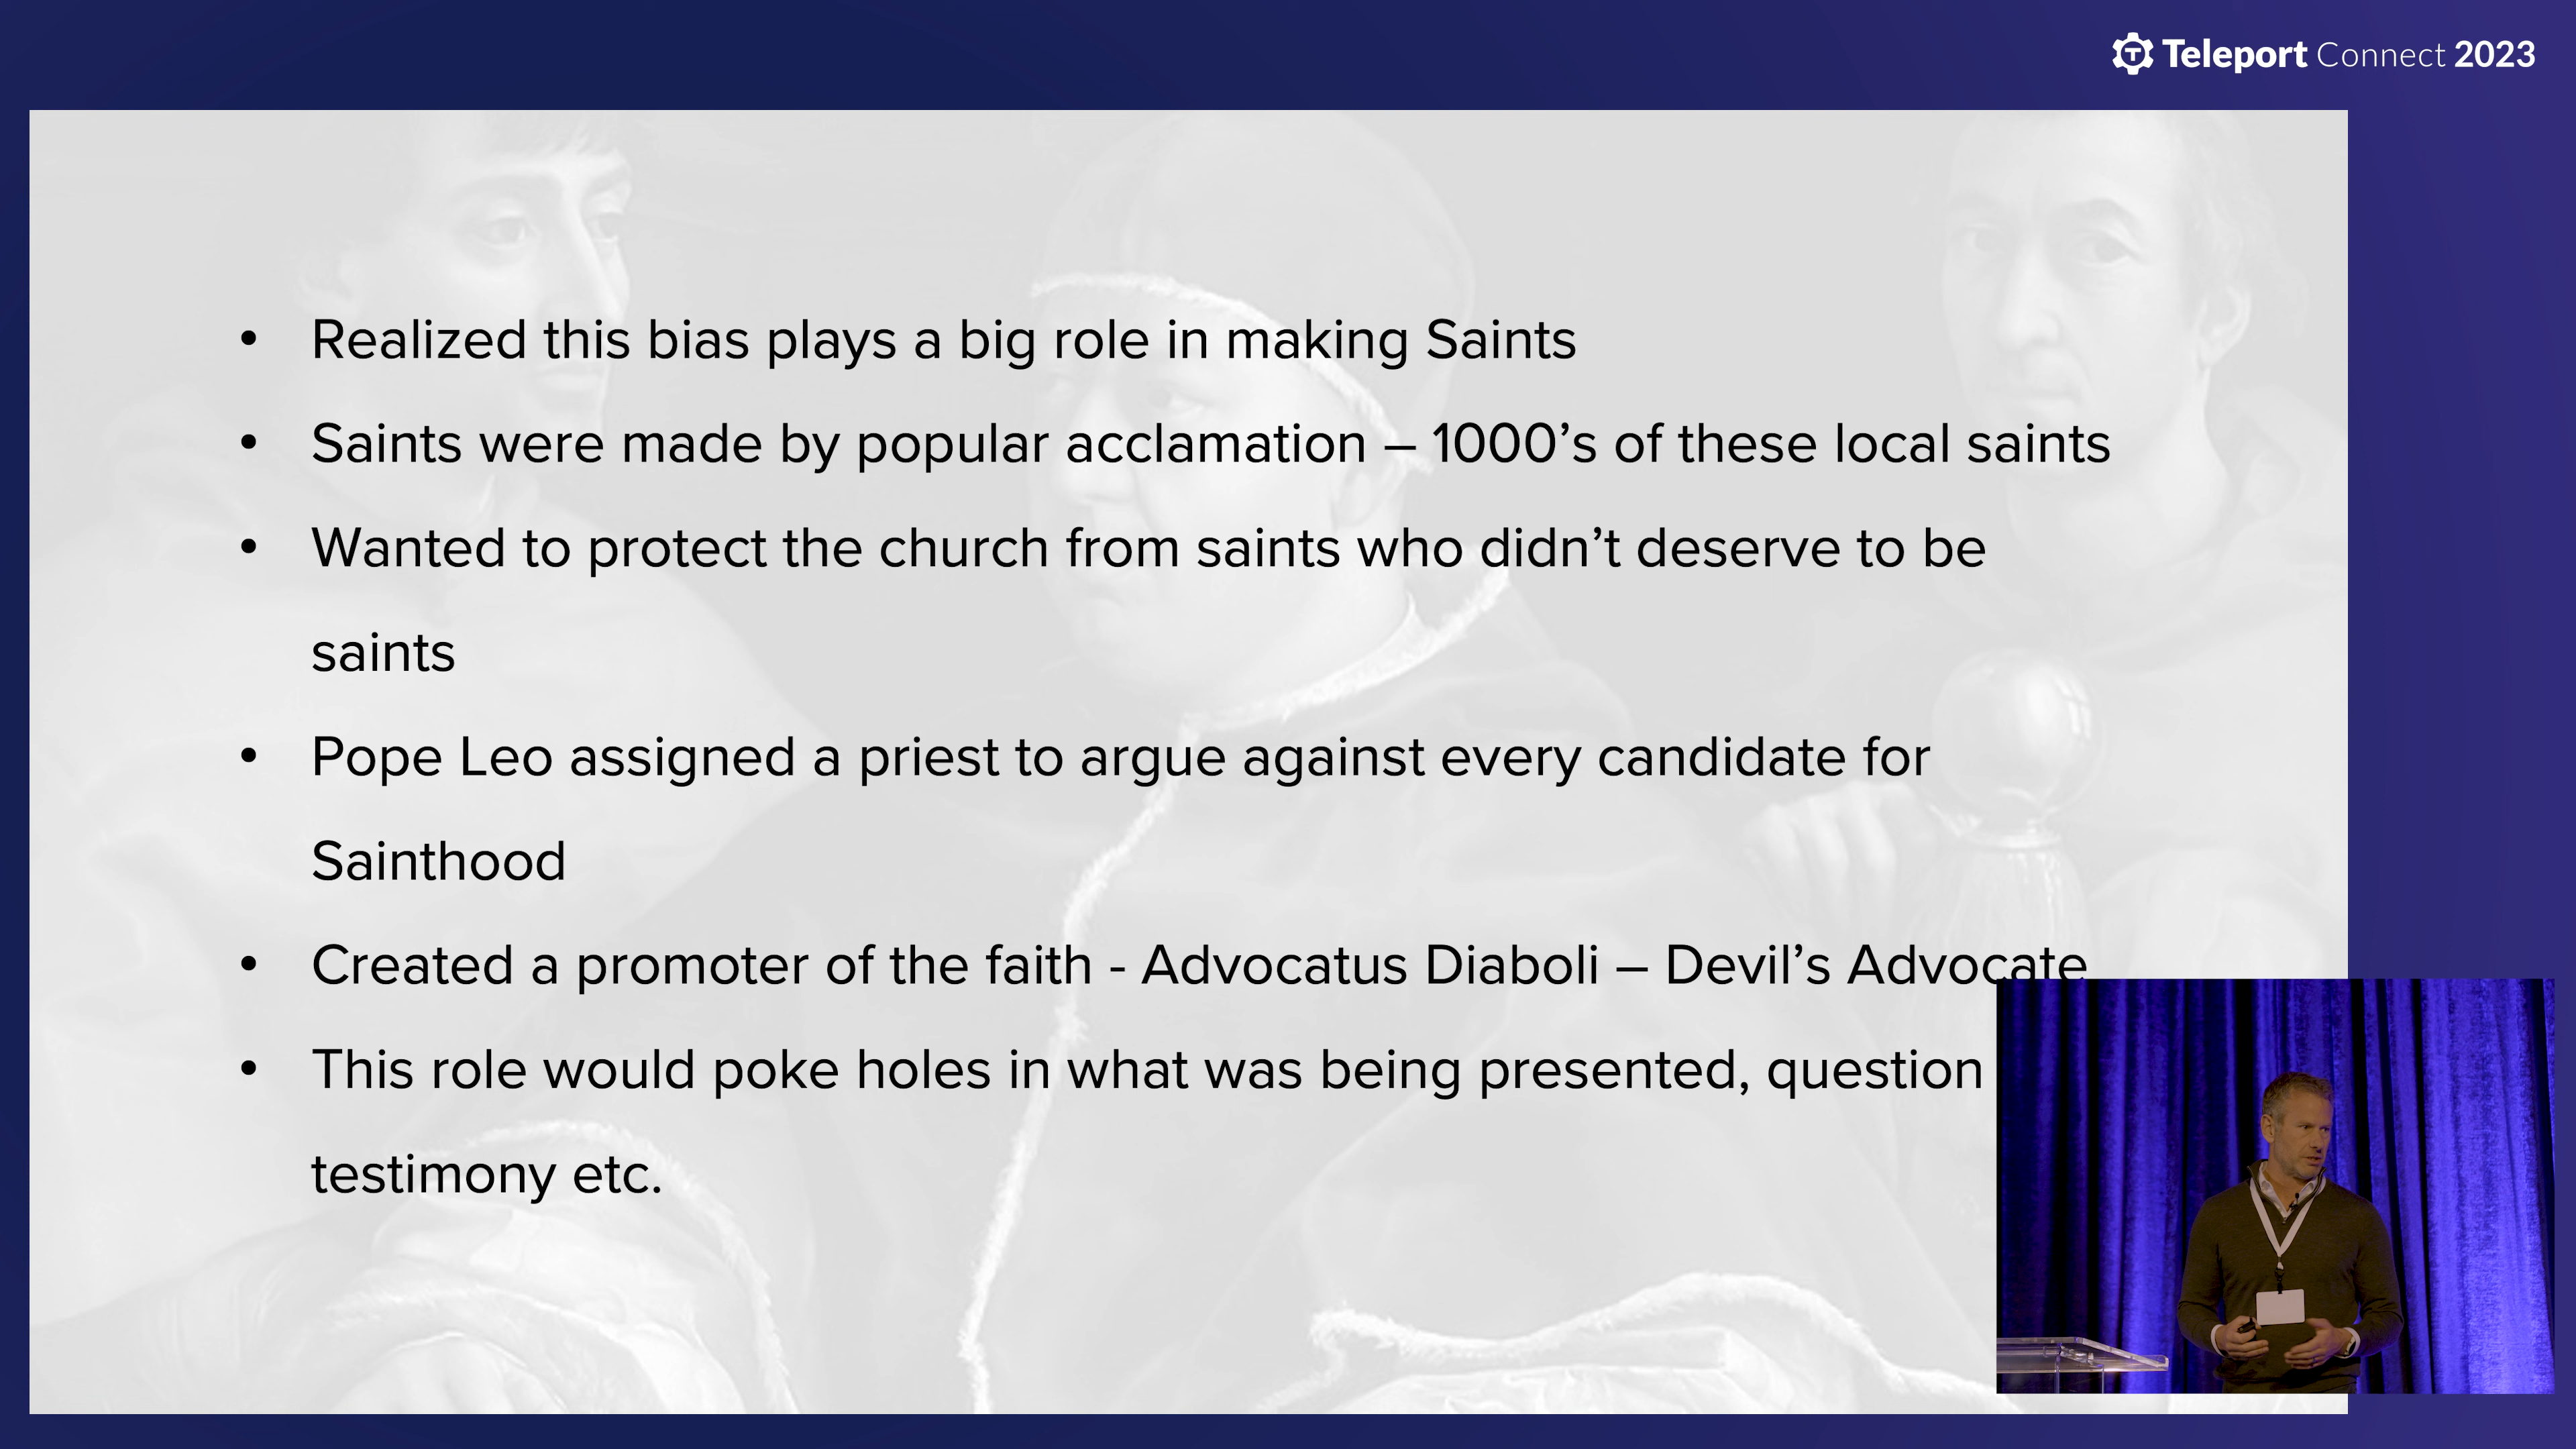 Teleport Connect 2023
• Realized this bias plays a big role in making Saints
• Saints were made by popular acclamation – 1000’s of these local saints
• Wanted to protect the church from saints who didn’t deserve to be
saints
• Pope Leo assigned a priest to argue against every candidate for
Sainthood
• Created a promoter of the faith - Advocatus Diaboli – Devil’s Advocate
• This role would poke holes in what was being presented, question
testimony etc.